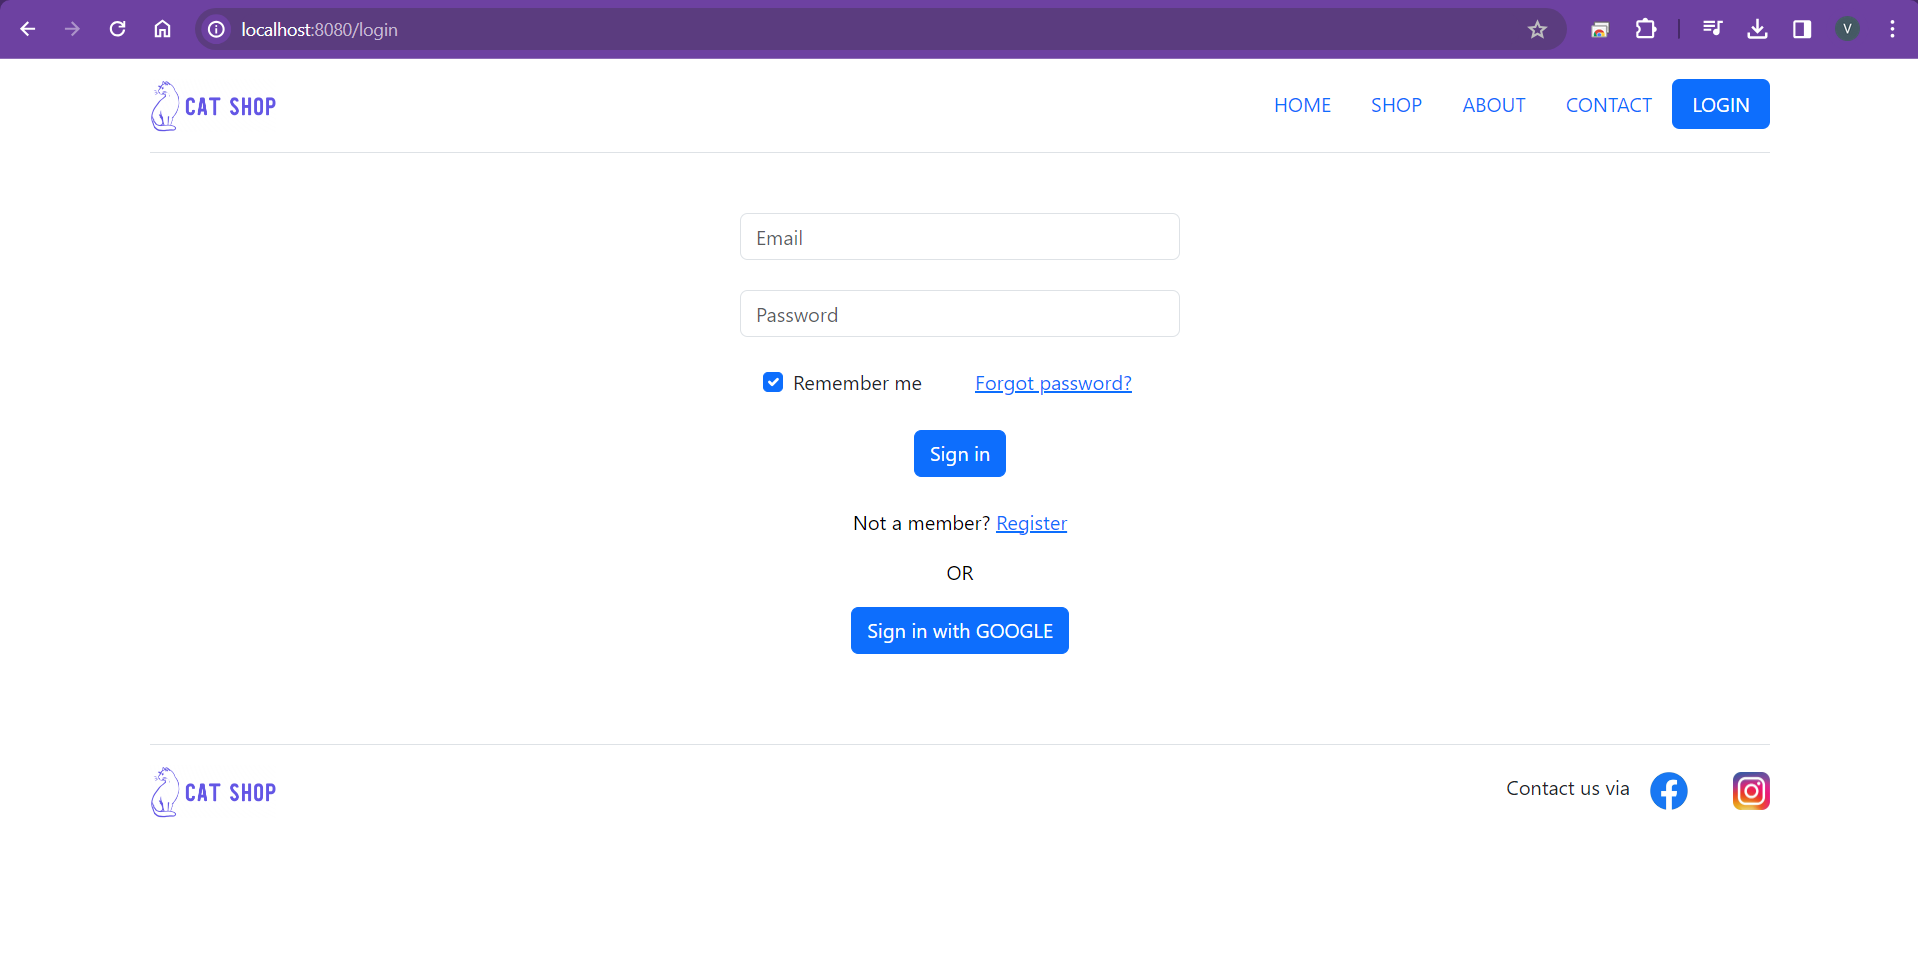 localhost:8080/login
V
CAT SHOP
HOME SHOP ABOUT CONTACT LOGIN
Email
Password
Remember me Forgot password?
Sign in
Not a member? Register
OR
Sign in with GOOGLE
CAT SHOP
Contact us via